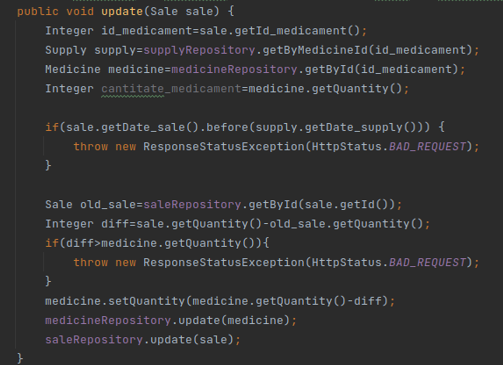 public void update(Sale sale) {
Integer id_medicament=sale.getId_medicament();
Supply supply=supplyRepository.getByMedicineId(id_medicament);
Medicine medicine=medicineRepository.getById(id_medicament);
Integer cantitate_medicament=medicine.getQuantity();
if(sale.getDate_sale().before(supply.getDate_supply())) {
throw new ResponseStatusException(HttpStatus.BAD_REQUEST);
}
Sale old_sale=saleRepository.getById(sale.getId());
Integer diff=sale.getQuantity()-old_sale.getQuantity();
if(diff>medicine.getQuantity()){
throw new ResponseStatusException(HttpStatus.BAD_REQUEST);
}
medicine.setQuantity(medicine.getQuantity()-diff);
medicineRepository.update(medicine);
saleRepository.update(sale);
}